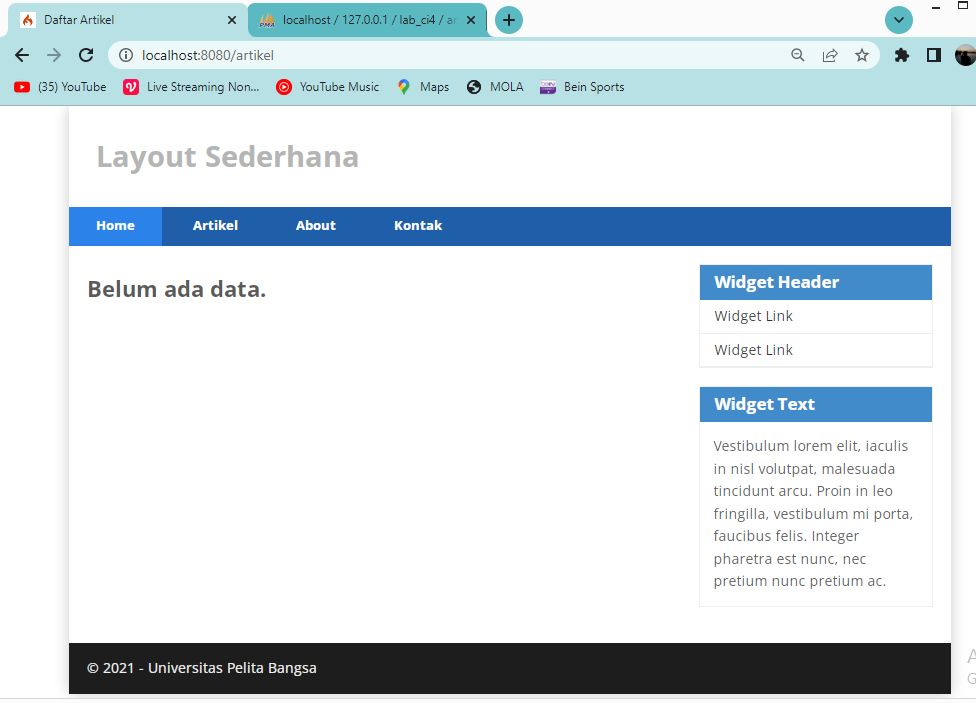 Daftar Artikel
localhost / 127.0.0.1 / lab_ci4 / ar
localhost:8080/artikel
(35) YouTube
Live Streaming Non...
YouTube Music
Maps
MOLA
Bein Sports
Layout Sederhana
Home
Artikel
About
Kontak
Belum ada data.
Widget Header
Widget Link
Widget Link
Widget Text
Vestibulum lorem elit, iaculis
in nisl volutpat, malesuada
tincidunt arcu. Proin in leo
fringilla, vestibulum mi porta,
faucibus felis. Integer
pharetra est nunc, nec
pretium nunc pretium ac.
© 2021 - Universitas Pelita Bangsa